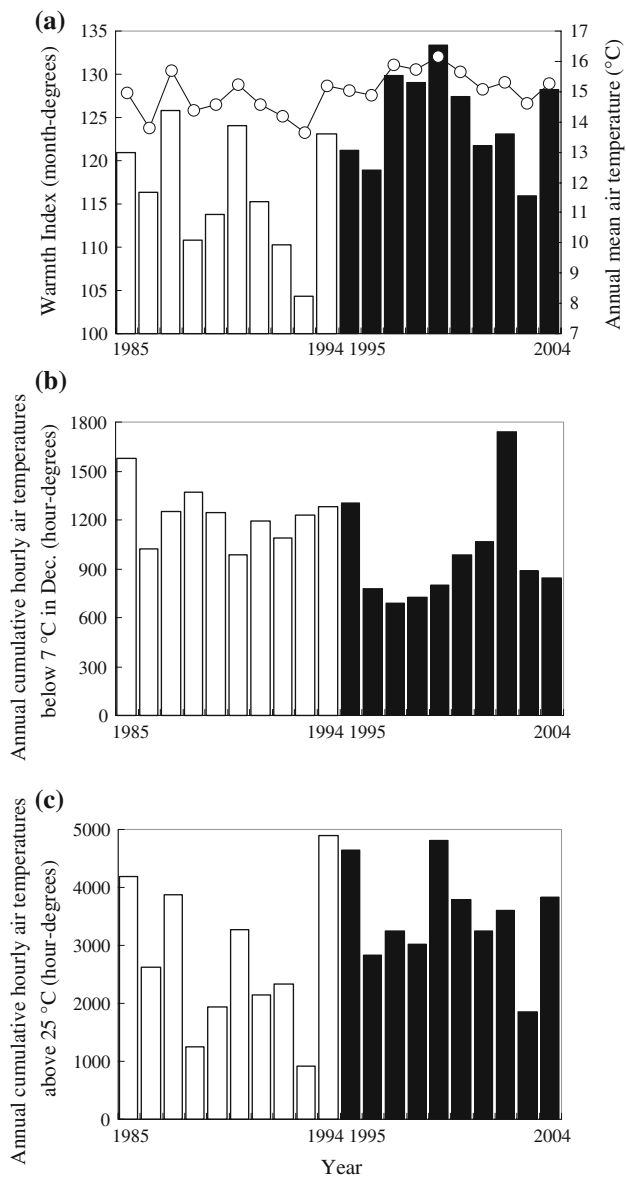 (a)
Warmth Index (month-degrees)
135
130
125
120
115
110
105
100
17
16
15
14
13
12
11
10
9
8
7
Annual mean air temperature (°C)
1985 1994 1995 2004
(b)
Annual cumulative hourly air temperatures
below 7 °C in Dec. (hour-degrees)
1800
1500
1200
900
600
300
0
1985 1994 1995 2004
(c)
Annual cumulative hourly air temperatures
above 25 °C (hour-degrees)
5000
4000
3000
2000
1000
0
1985 1994 1995 2004
Year